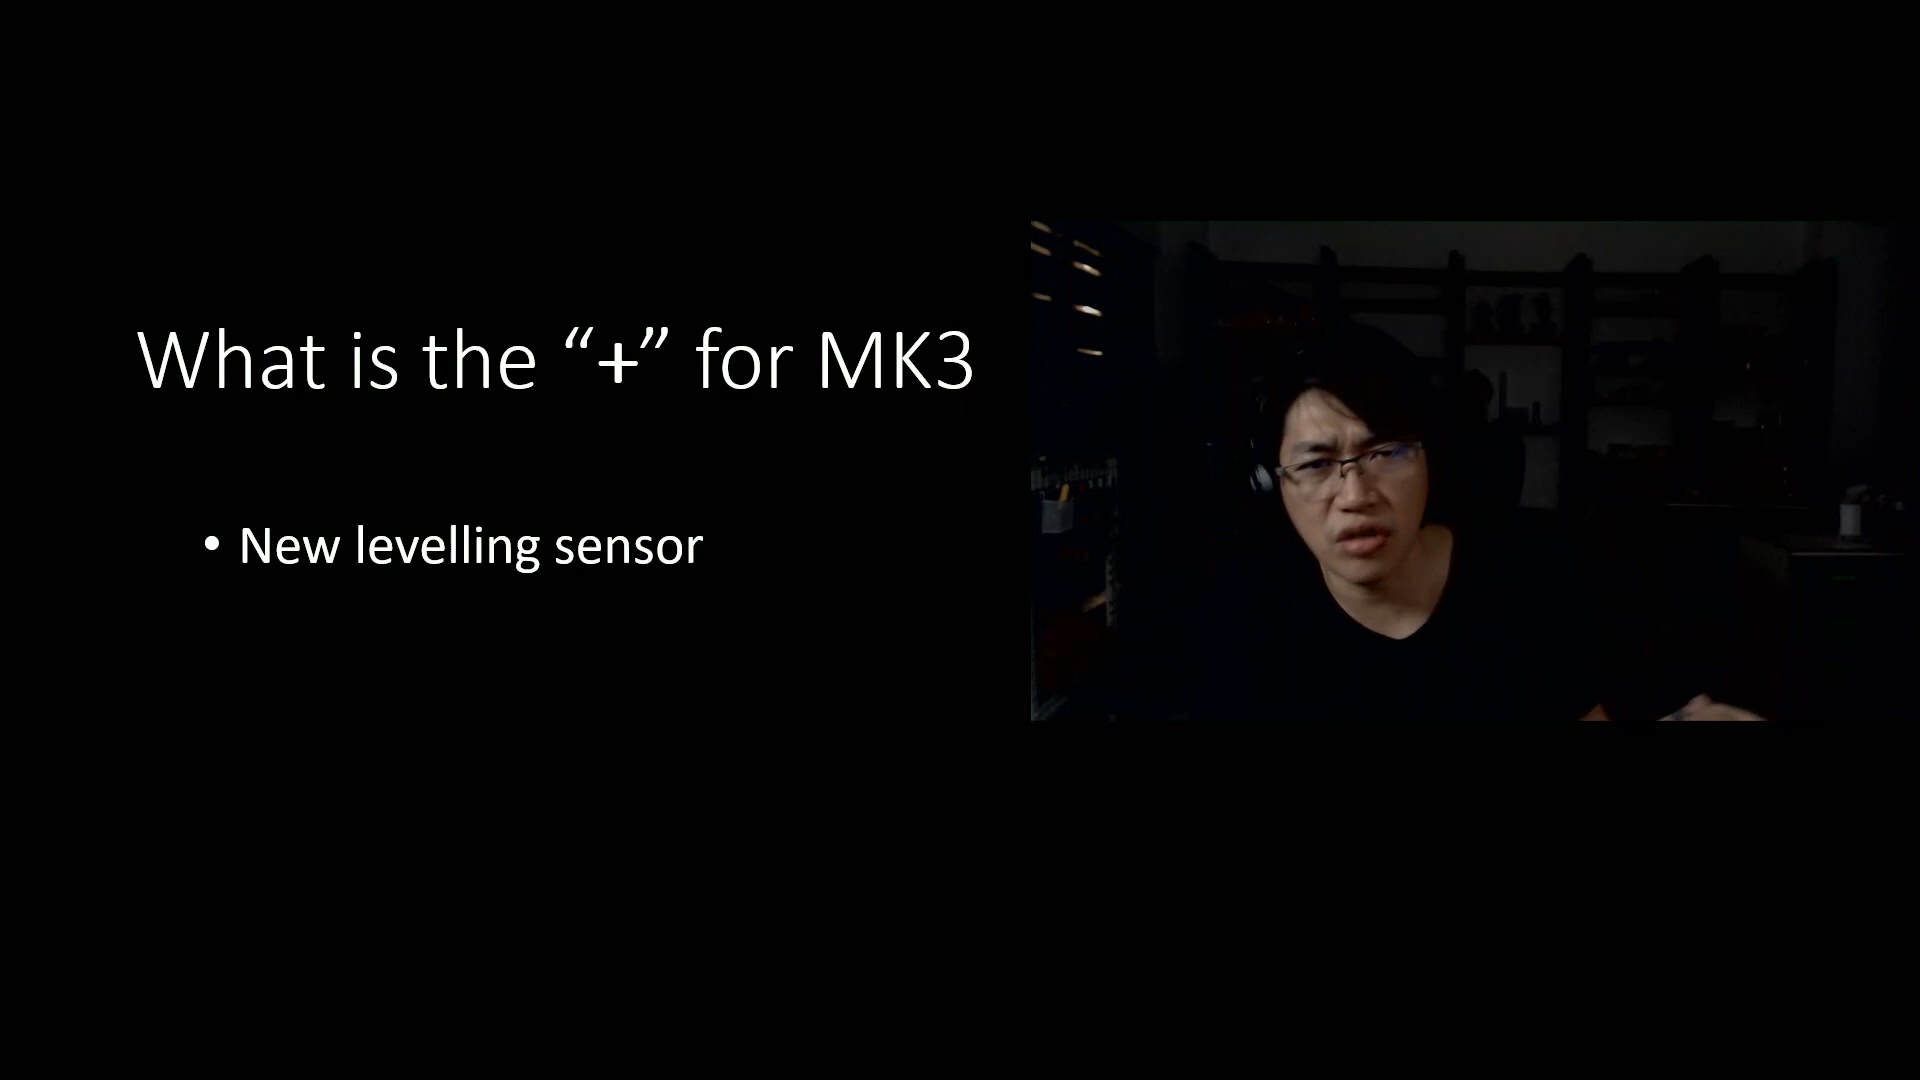 What is the “+” for MK3
• New levelling sensor